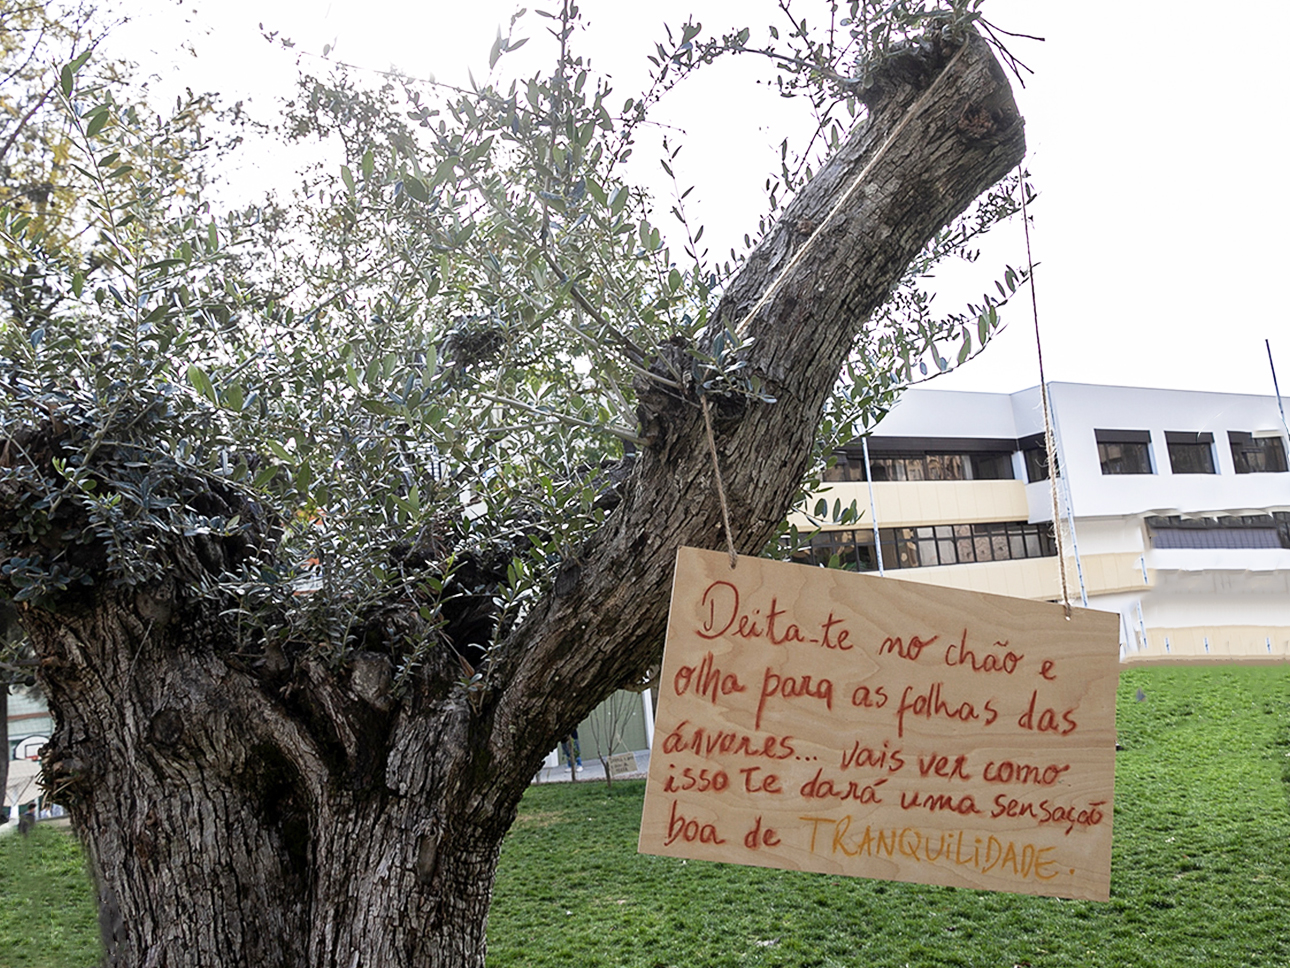 Deita-te no chão e
olha para as folhas das
árvores... vais ver como
isso te dará uma sensação
boa de TRANQUILIDADE.